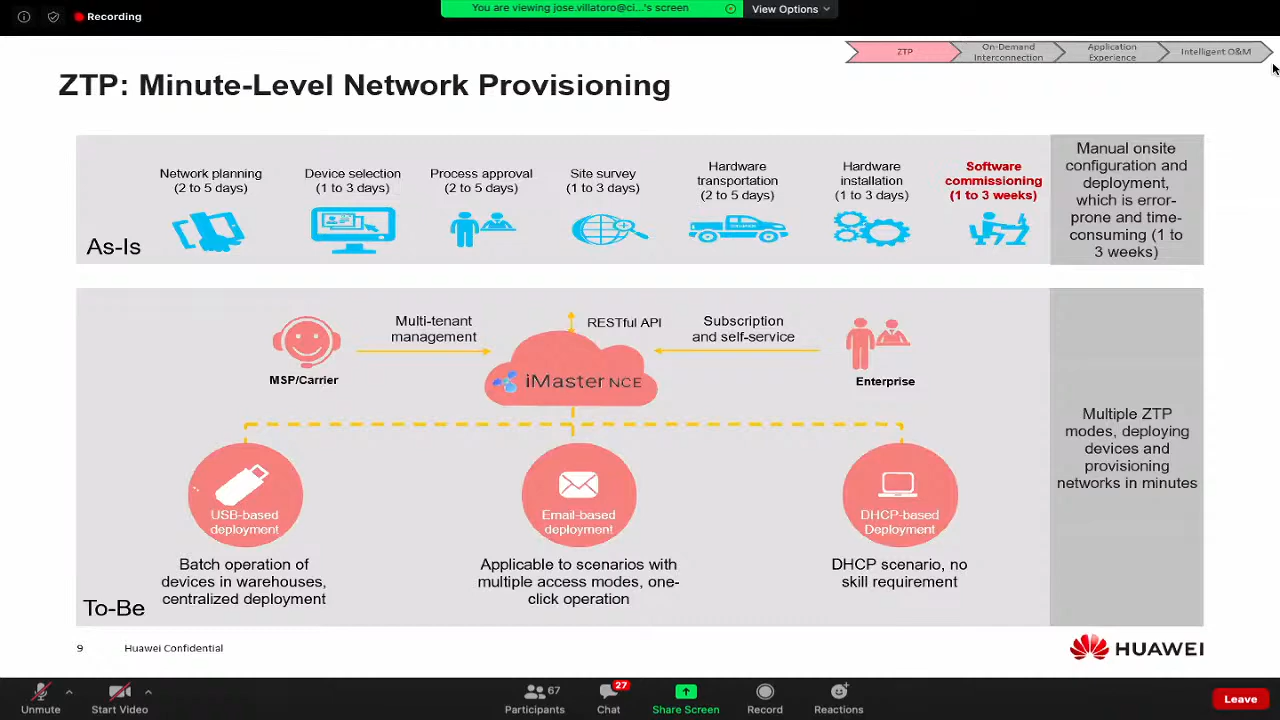 Recording
You are viewing jose.villatoro@ci...'s screen
View Options
ZTP
On-Demand
Interconnection
Application
Experience
Intelligent O&M
ZTP: Minute-Level Network Provisioning
Network planning
(2 to 5 days)
Device selection
(1 to 3 days)
Process approval
(2 to 5 days)
Site survey
(1 to 3 days)
Hardware
transportation
(2 to 5 days)
Hardware
installation
(1 to 3 days)
Software
commissioning
(1 to 3 weeks)
As-Is
Manual onsite
configuration and
deployment,
which is error-
prone and time-
consuming (1 to
3 weeks)
MSP/Carrier
Multi-tenant
management
RESTful API
iMaster NCE
Subscription
and self-service
Enterprise
USB-based
deployment
Email-based
deployment
DHCP-based
Deployment
Batch operation of
devices in warehouses,
centralized deployment
Applicable to scenarios with
multiple access modes, one-
click operation
DHCP scenario, no
skill requirement
To-Be
Multiple ZTP
modes, deploying
devices and
provisioning
networks in minutes
9
Huawei Confidential
HUAWEI
Unmute
Start Video
67
Participants
27
Chat
Share Screen
Record
Reactions
Leave